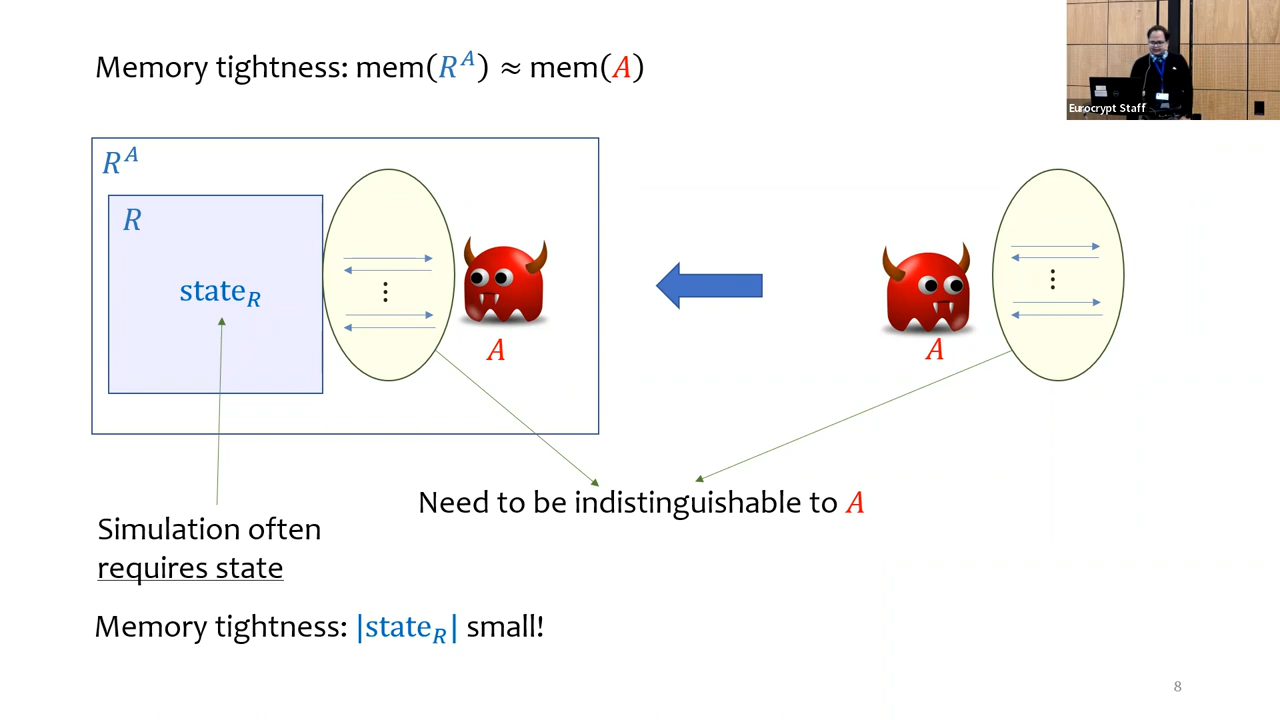 Memory tightness: mem(R^A) ≈ mem(A)
Eurocrypt Staff
R^A
R
state_R
⋮
A
A
⋮
Need to be indistinguishable to A
Simulation often
requires state
Memory tightness: |state_R| small!
8